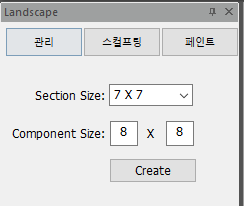 Landscape
관리 스컬프팅 페인트
Section Size: 7 X 7
Component Size: 8 X 8
Create